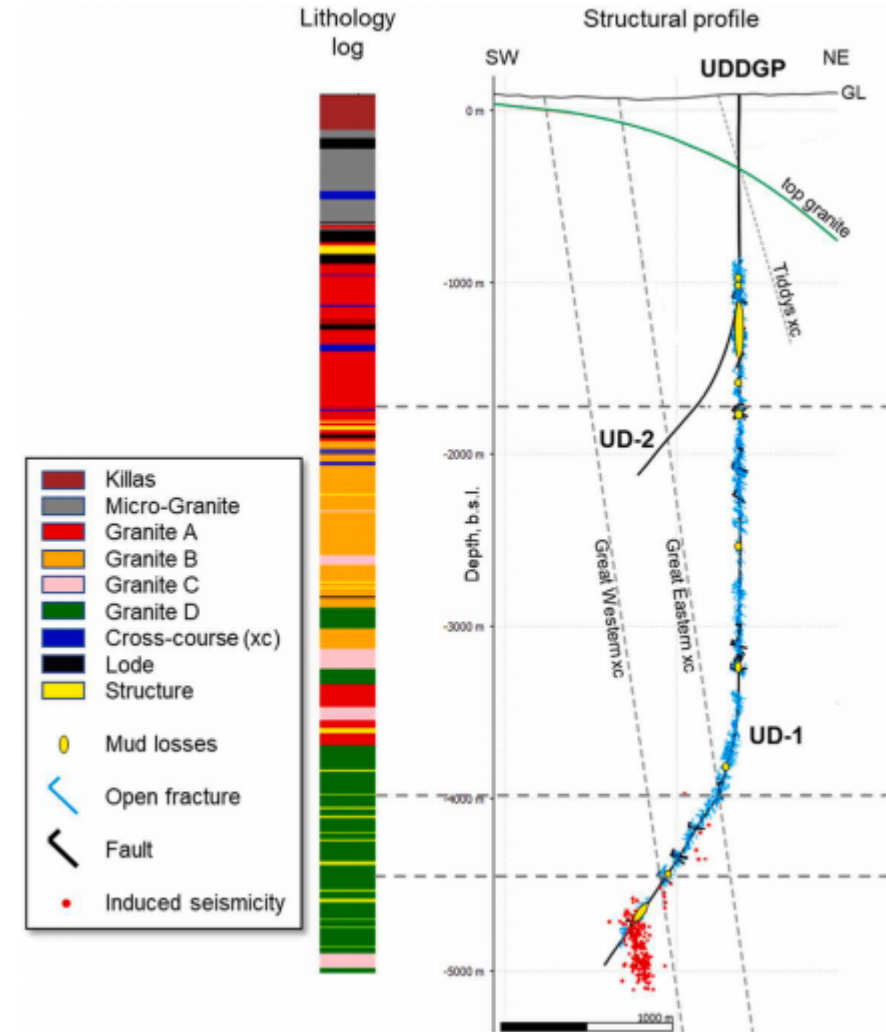 Lithology
log
Structural profile
SW
UDDGP
NE
GL
0 m
top granite
Tiddys xc
-1000 m
UD-2
-2000 m
Depth, b.s.l.
Great Western xc
Great Eastern xc
-3000 m
UD-1
-4000 m
-5000 m
1000 m
Killas
Micro-Granite
Granite A
Granite B
Granite C
Granite D
Cross-course (xc)
Lode
Structure
Mud losses
Open fracture
Fault
Induced seismicity